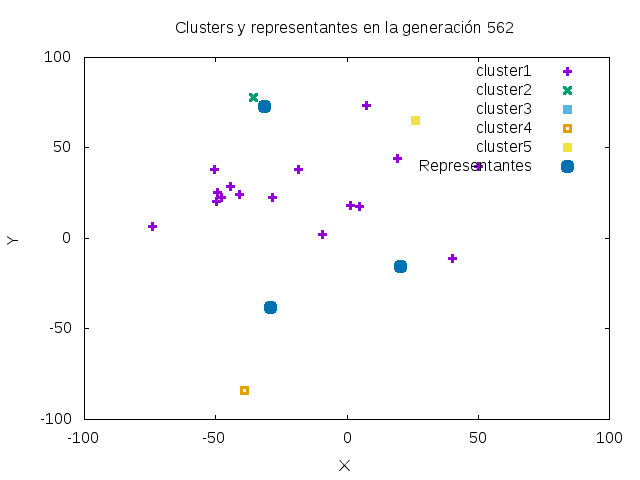 Clusters y representantes en la generación 562
100
50
0
-50
-100
-100
-50
0
50
100
Y
X
cluster1
cluster2
cluster3
cluster4
cluster5
Representantes